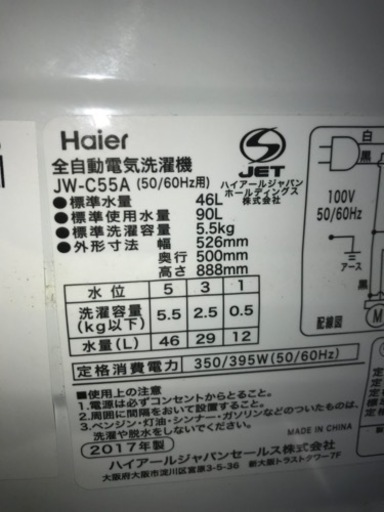 Haier
全自動電気洗濯機
JW-C55A (50/60Hz用)
JET
ハイアールジャパン
ホールディングス
株式会社
●標準水量 46L
●標準使用水量 90L
●標準洗濯容量 5.5kg
●外形寸法 幅 526mm
奥行 500mm
高さ 888mm
水位 5 3 1
洗濯容量(kg以下) 5.5 2.5 0.5
水量(L) 46 29 12
定格消費電力 350/395W(50/60Hz)
白
黒
100V
50/60Hz
アース
黒
M
配線図
■使用上の注意
1.電源は必ずコンセントからとること。
2.周囲に間隔をおいて設置すること。
3.ベンジン・灯油・シンナー・ガソリンなどのついたものは、
洗濯や脱水をしないでください。
MADE IN CHINA
2017年製
ハイアールジャパンセールス株式会社
大阪府大阪市淀川区宮原3-5-36 新大阪トラストタワー7F